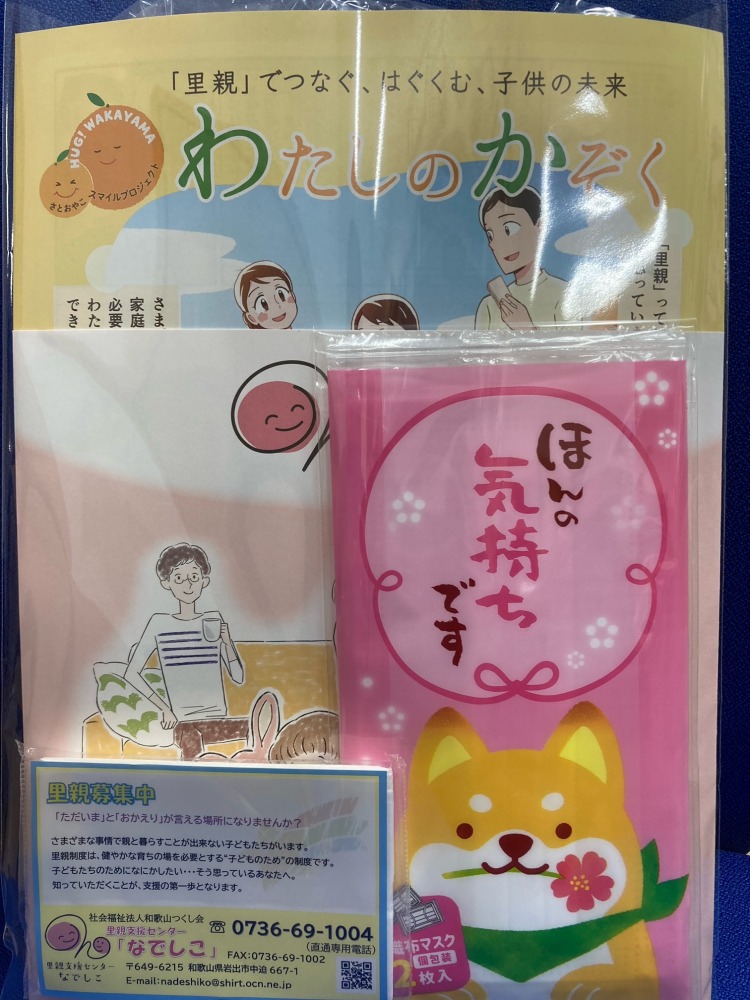 「里親」でつなぐ、はぐくむ、子供の未来
HUG! WAKAYAMA
さとおやこ
スマイルプロジェクト
わたしのかぞく
「里親」って
さま
家庭
必要
わた
でき
ほんの
気持ち
です
里親募集中
「ただいま」と「おかえり」が言える場所になりませんか？
さまざまな事情で親と暮らすことが出来ない子どもたちがいます。
里親制度は、健やかな育ちの場を必要とする“子どものため”の制度です。
子どもたちのためになにかしたい・・・そう思っているあなたへ。
知っていただくことが、支援の第一歩となります。
社会福祉法人和歌山つくし会
里親支援センター
「なでしこ」
☎ 0736-69-1004
(直通専用電話)
FAX:0736-69-1002
〒649-6215 和歌山県岩出市中迫 667-1
E-mail:nadeshiko@shirt.ocn.ne.jp
里親支援センター
なでしこ
織布マスク
個包装
2枚入